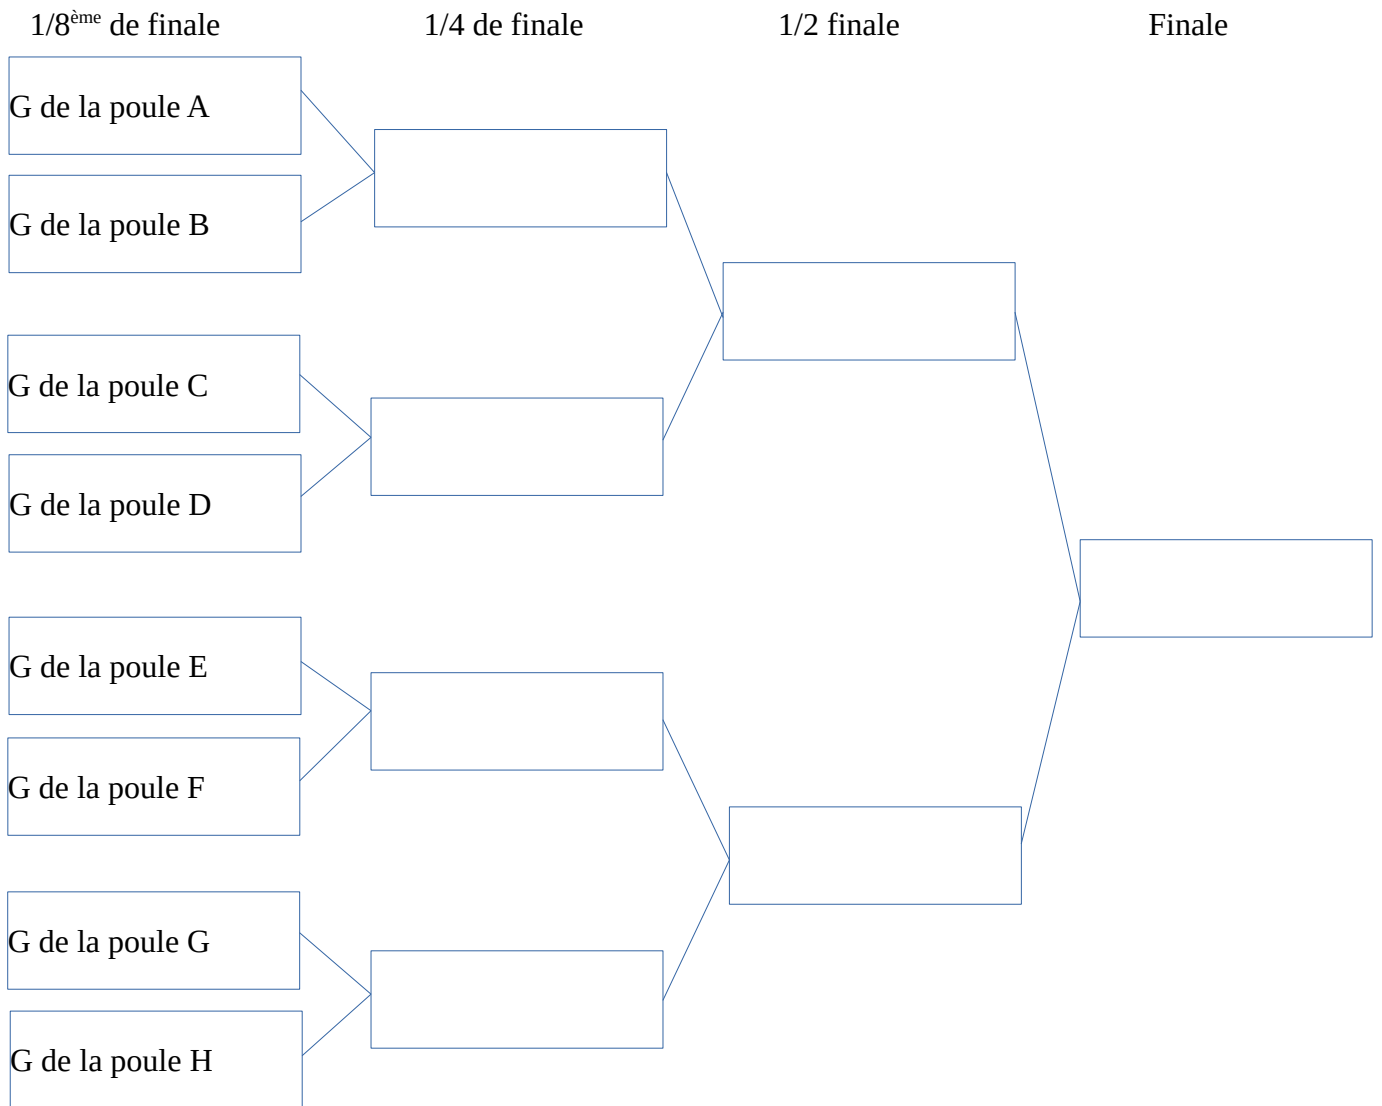 1/8ème de finale
1/4 de finale
1/2 finale
Finale
G de la poule A
G de la poule B
G de la poule C
G de la poule D
G de la poule E
G de la poule F
G de la poule G
G de la poule H